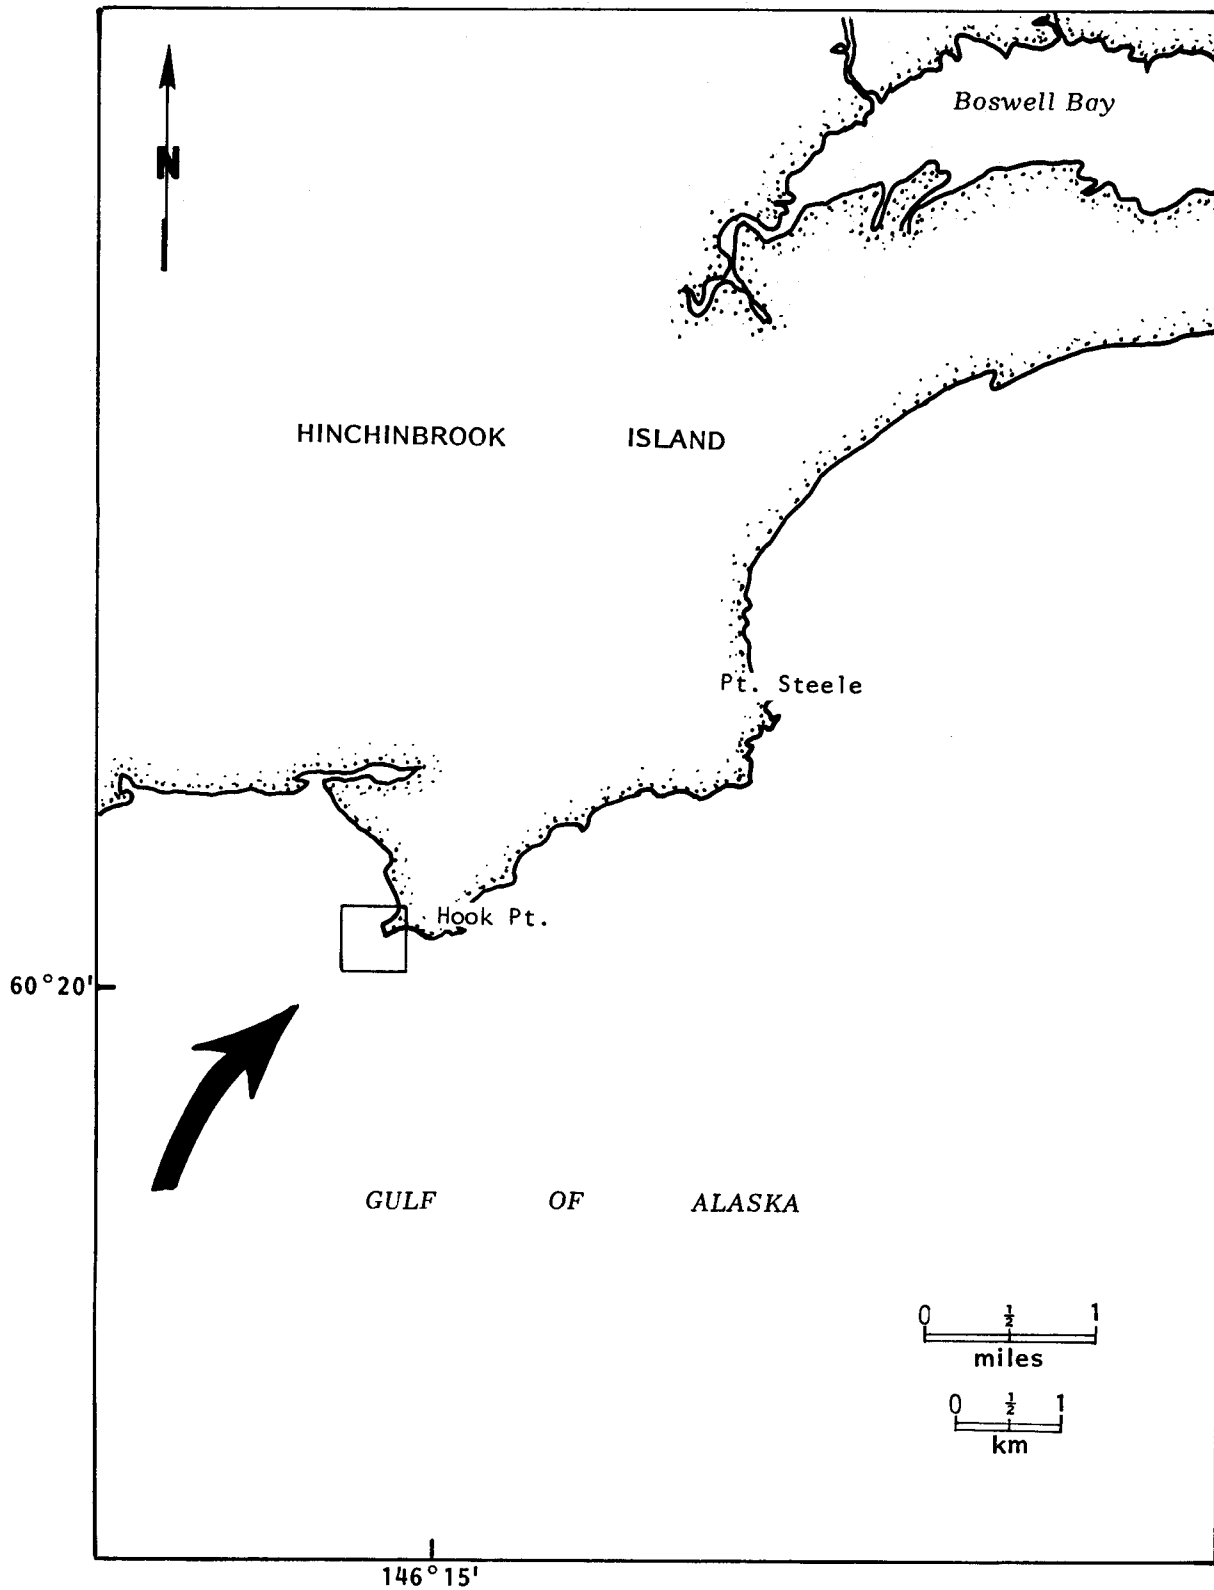 Boswell Bay
N
HINCHINBROOK ISLAND
Pt. Steele
Hook Pt.
60°20'
GULF OF ALASKA
0 ½ 1
miles
0 ½ 1
km
146°15'